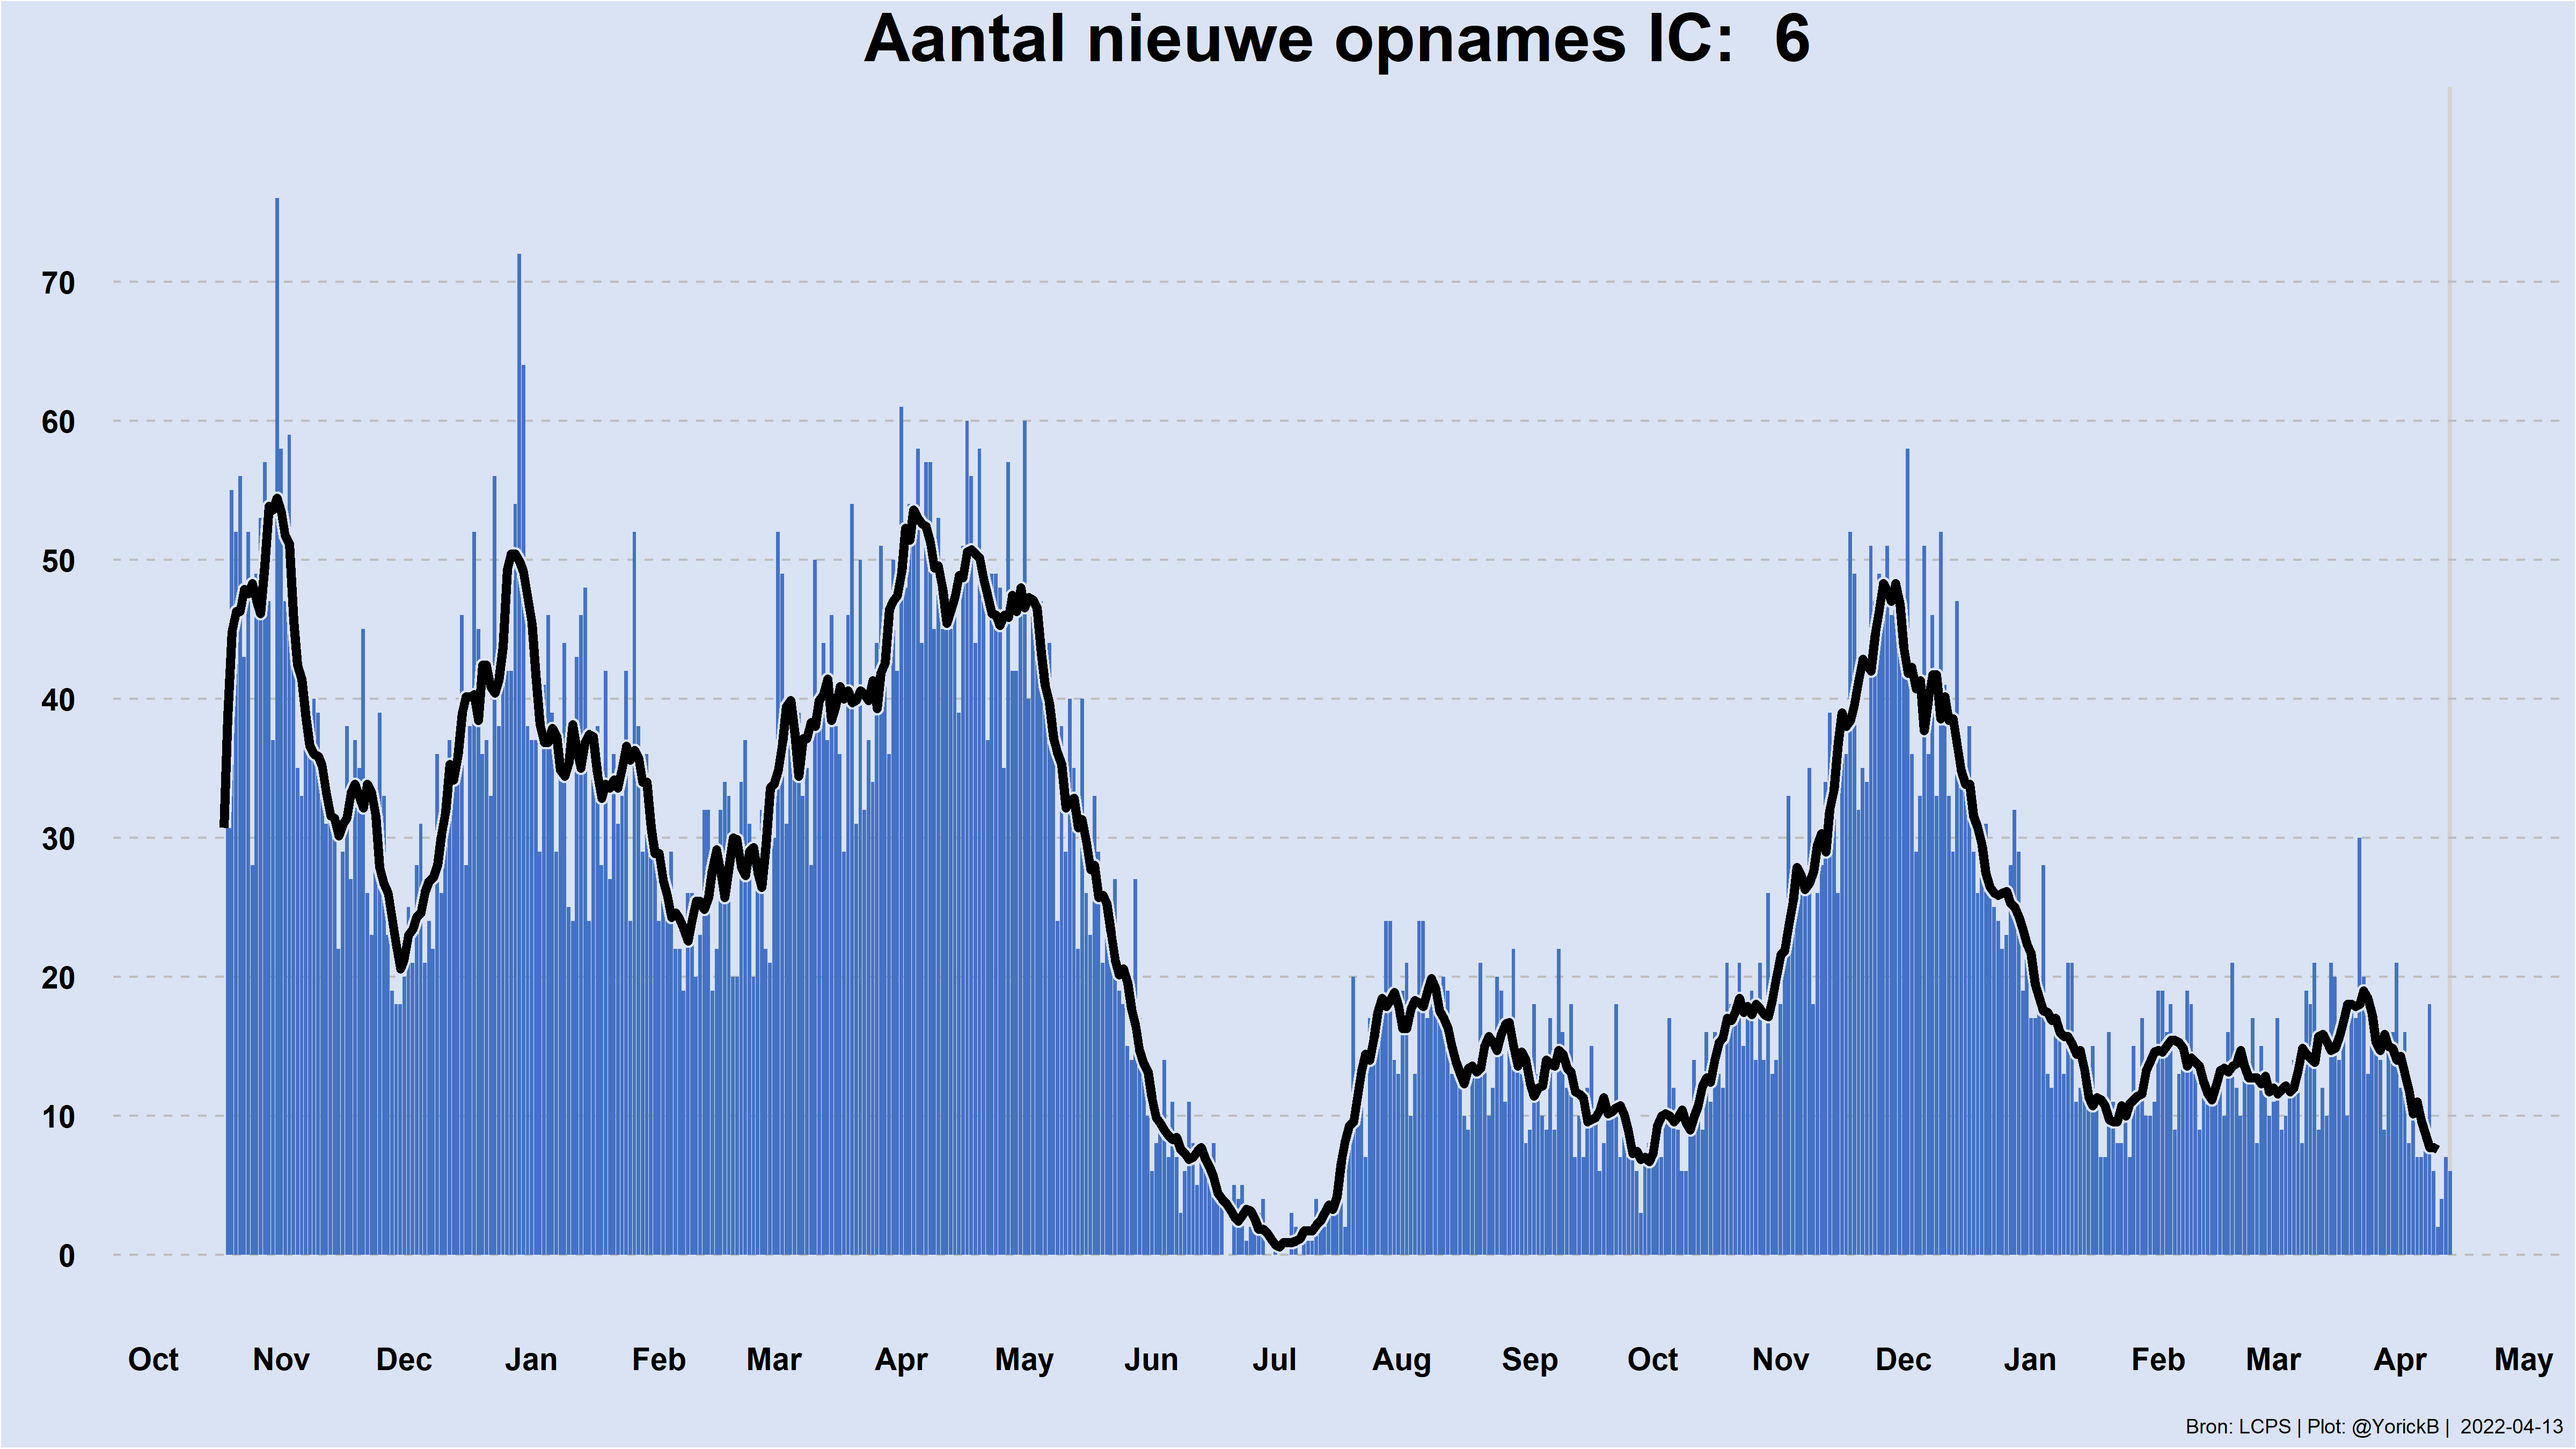 Aantal nieuwe opnames IC:  6
70
60
50
40
30
20
10
0
Oct Nov Dec Jan Feb Mar Apr May Jun Jul Aug Sep Oct Nov Dec Jan Feb Mar Apr May
Bron: LCPS | Plot: @YorickB |  2022-04-13